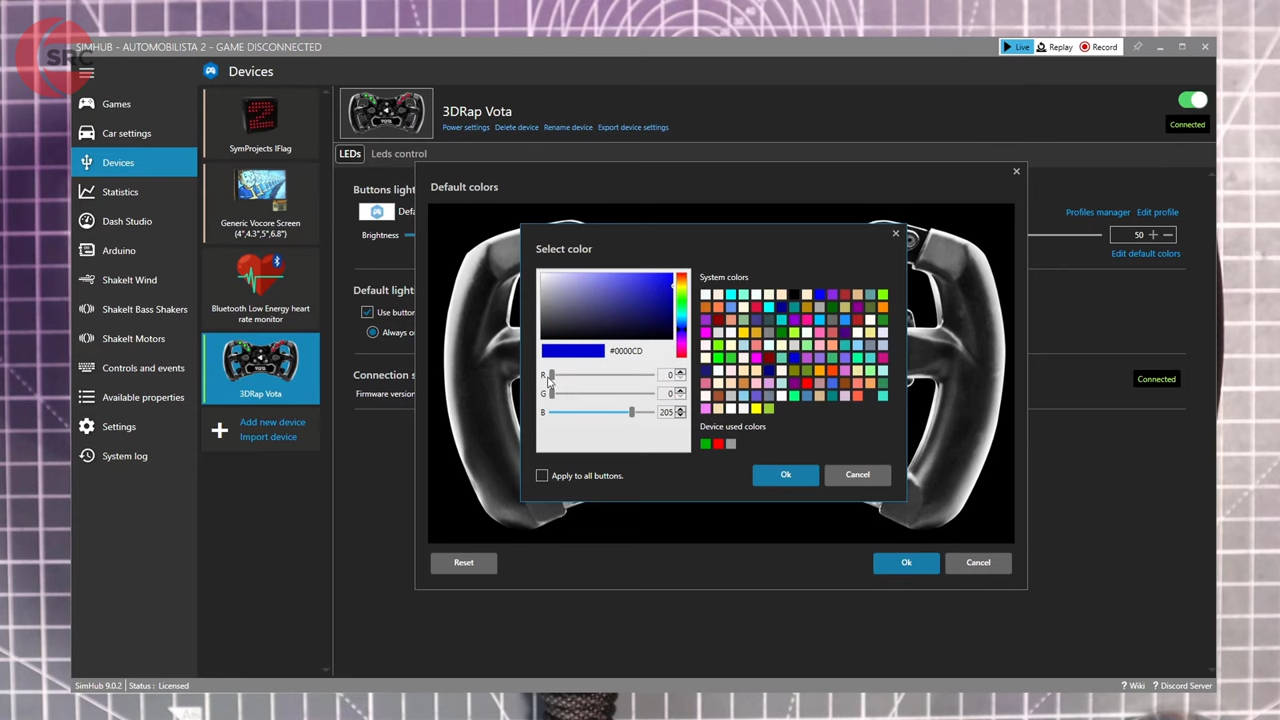 SRC
SIMHUB - AUTOMOBILISTA 2 - GAME DISCONNECTED
Live
Replay
Record
Games
Car settings
Devices
Statistics
Dash Studio
Arduino
ShakeIt Wind
ShakeIt Bass Shakers
ShakeIt Motors
Controls and events
Available properties
Settings
System log
Devices
SymProjects IFlag
Generic Vocore Screen
(4",4.3",5",6.8")
Bluetooth Low Energy heart
rate monitor
3DRap Vota
Add new device
Import device
VOTA
3DRap Vota
Power settings Delete device Rename device Export device settings
Connected
LEDs Leds control
Buttons light
Defa
Profiles manager Edit profile
Brightness
50
Edit default colors
Default light
Use button
Always o
Connection s
Firmware version
Connected
Default colors
Select color
#0000CD
R 0
G 0
B 205
System colors
Device used colors
Apply to all buttons.
Ok Cancel
Reset
Ok Cancel
SimHub 9.0.2 Status : Licensed
? Wiki ? Discord Server